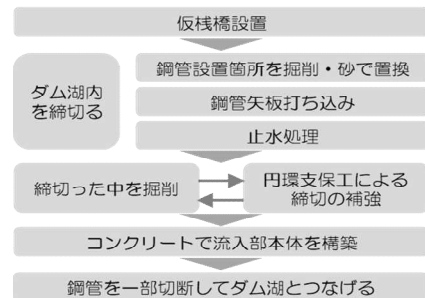 仮桟橋設置
ダム湖内
を締切る
鋼管設置箇所を掘削・砂で置換
鋼管矢板打ち込み
止水処理
締切った中を掘削
円環支保工による
締切の補強
コンクリートで流入部本体を構築
鋼管を一部切断してダム湖とつなげる